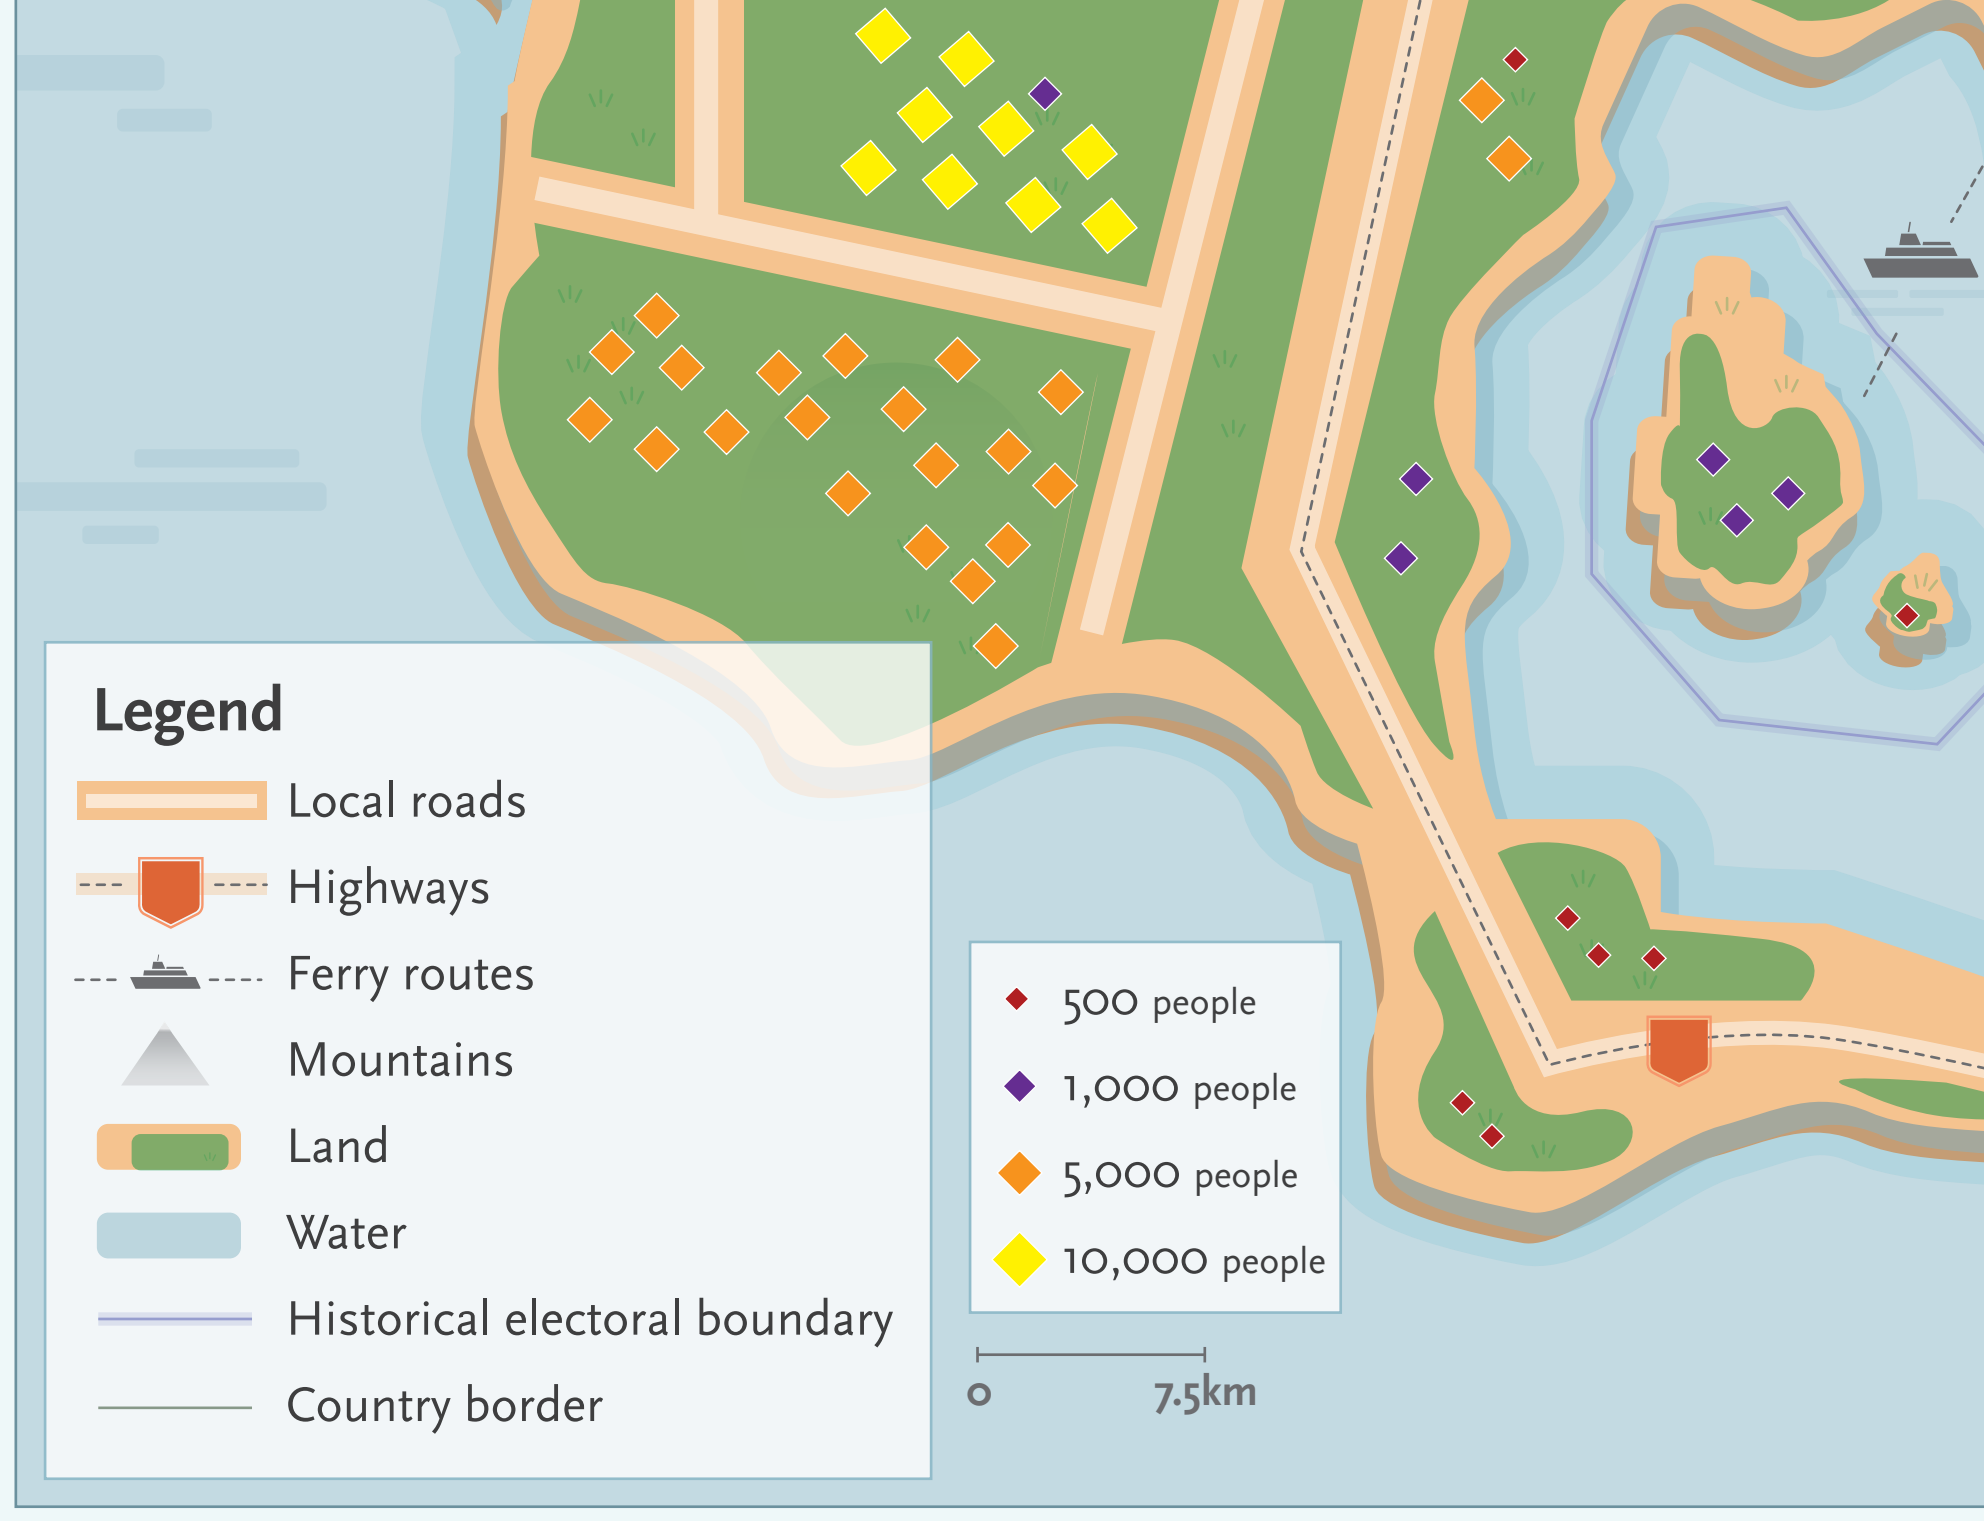 Legend
Local roads
Highways
Ferry routes
Mountains
Land
Water
Historical electoral boundary
Country border
500 people
1,000 people
5,000 people
10,000 people
0 7.5km